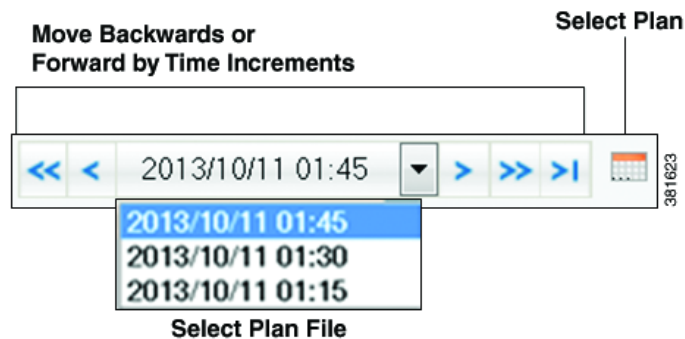 Select Plan
Move Backwards or
Forward by Time Increments
<< < 2013/10/11 01:45 > >> >|
381623
2013/10/11 01:45
2013/10/11 01:30
2013/10/11 01:15
Select Plan File